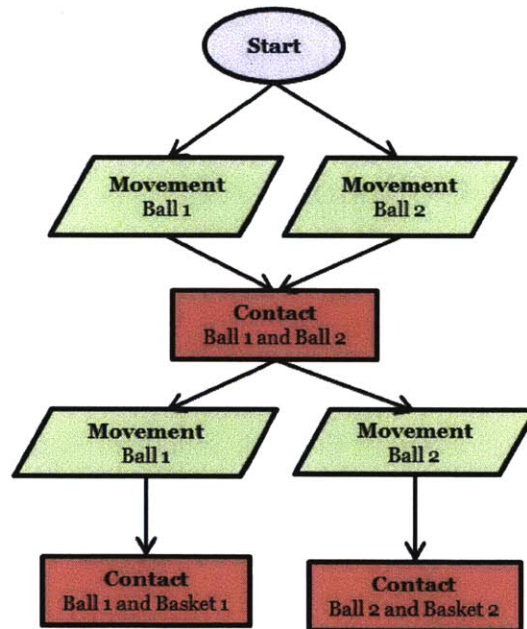 Start
Movement
Ball 1
Movement
Ball 2
Contact
Ball 1 and Ball 2
Movement
Ball 1
Movement
Ball 2
Contact
Ball 1 and Basket 1
Contact
Ball 2 and Basket 2